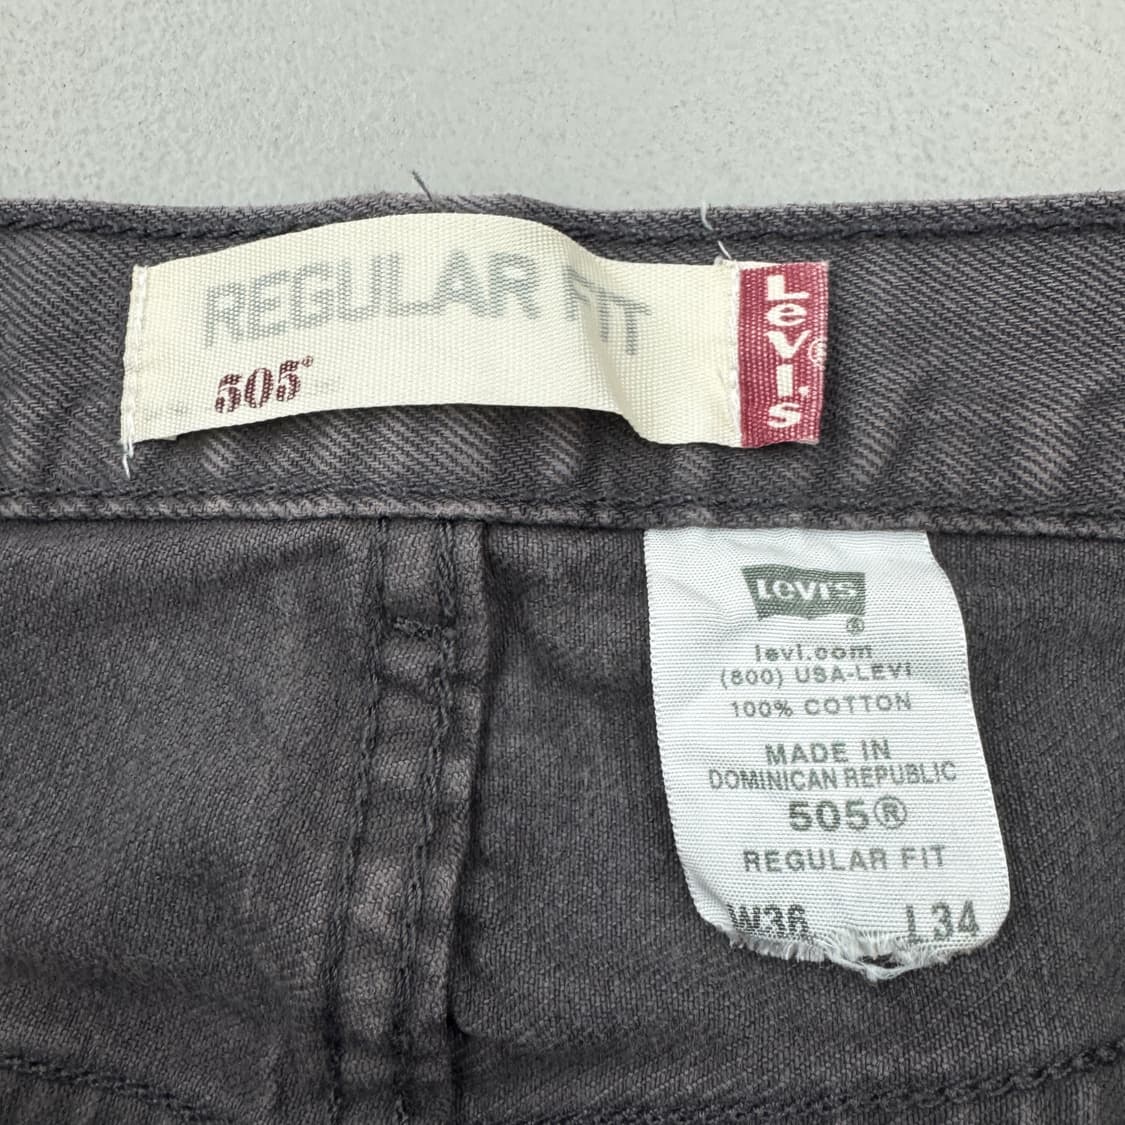 REGULAR FIT
505®
LEVI'S®
Levi's
®
levi.com
(800) USA-LEVI
100% COTTON
MADE IN
DOMINICAN REPUBLIC
505®
REGULAR FIT
W36 L34